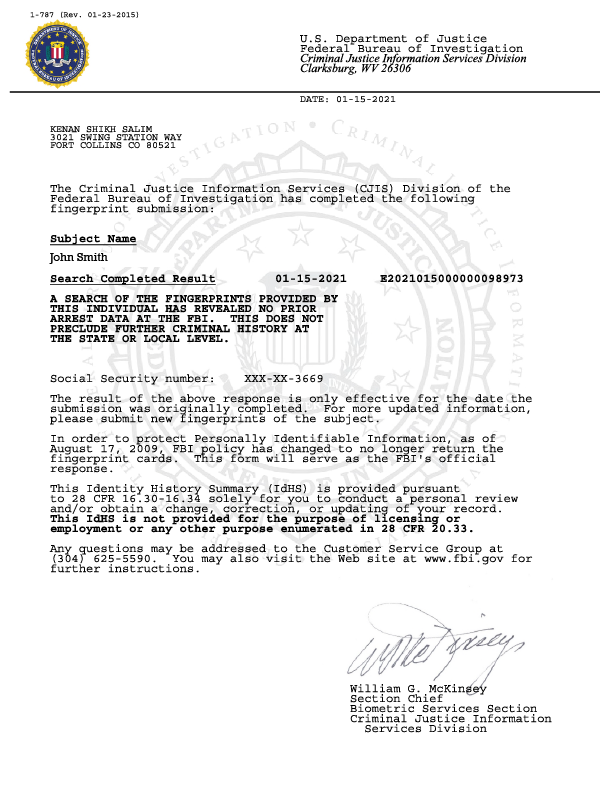 1-787 (Rev. 01-23-2015)
U.S. Department of Justice
Federal Bureau of Investigation
Criminal Justice Information Services Division
Clarksburg, WV 26306
DATE: 01-15-2021
KENAN SHIKH SALIM
3021 SWING STATION WAY
FORT COLLINS CO 80521
The Criminal Justice Information Services (CJIS) Division of the
Federal Bureau of Investigation has completed the following
fingerprint submission:
Subject Name
John Smith
Search Completed Result 01-15-2021 E2021015000000098973
A SEARCH OF THE FINGERPRINTS PROVIDED BY
THIS INDIVIDUAL HAS REVEALED NO PRIOR
ARREST DATA AT THE FBI. THIS DOES NOT
PRECLUDE FURTHER CRIMINAL HISTORY AT
THE STATE OR LOCAL LEVEL.
Social Security number: XXX-XX-3669
The result of the above response is only effective for the date the
submission was originally completed. For more updated information,
please submit new fingerprints of the subject.
In order to protect Personally Identifiable Information, as of
August 17, 2009, FBI policy has changed to no longer return the
fingerprint cards. This form will serve as the FBI's official
response.
This Identity History Summary (IdHS) is provided pursuant
to 28 CFR 16.30-16.34 solely for you to conduct a personal review
and/or obtain a change, correction, or updating of your record.
This IdHS is not provided for the purpose of licensing or
employment or any other purpose enumerated in 28 CFR 20.33.
Any questions may be addressed to the Customer Service Group at
(304) 625-5590. You may also visit the Web site at www.fbi.gov for
further instructions.
William G. McKinsey
Section Chief
Biometric Services Section
Criminal Justice Information
Services Division